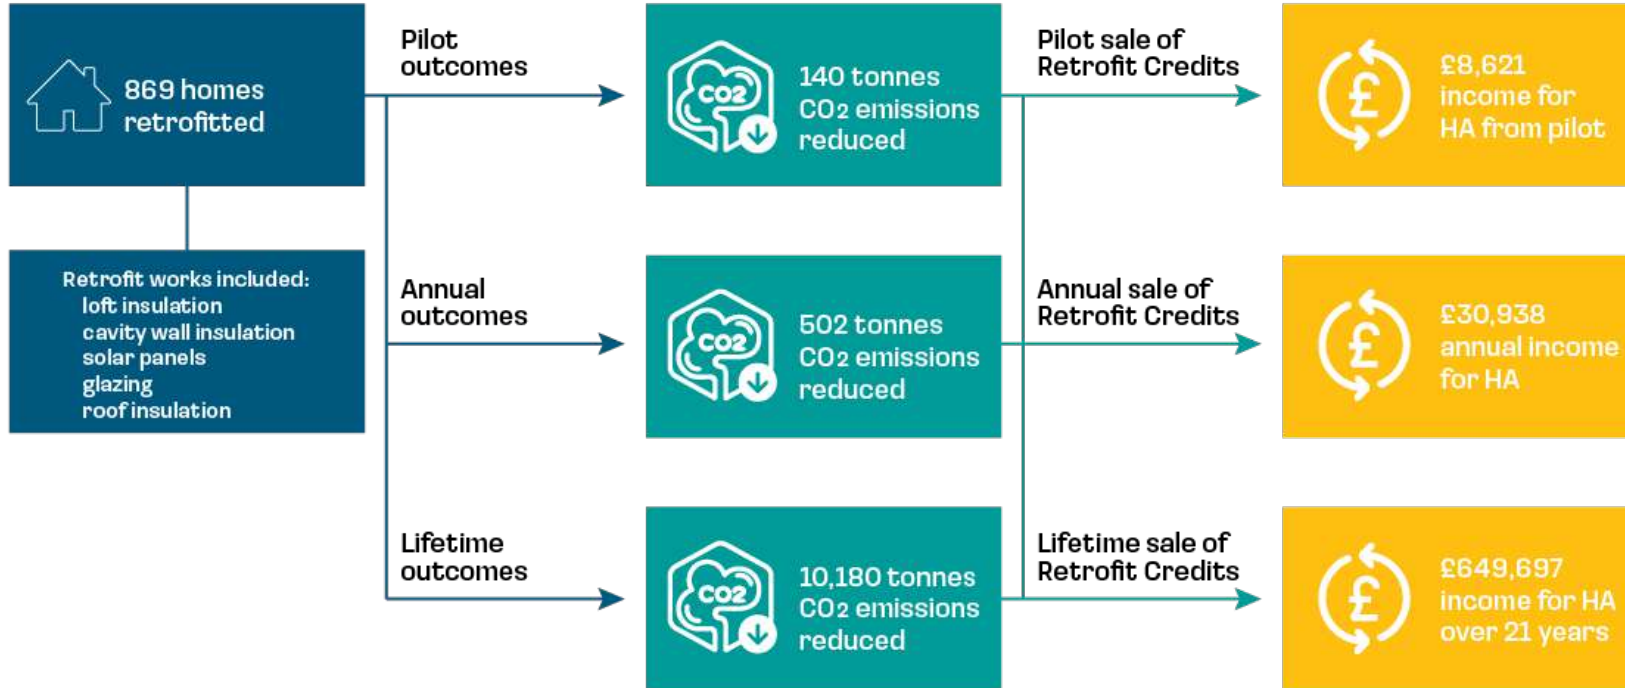 869 homes
retrofitted
Retrofit works included:
loft insulation
cavity wall insulation
solar panels
glazing
roof insulation
Pilot
outcomes
CO2
140 tonnes
CO2 emissions
reduced
Pilot sale of
Retrofit Credits
£
£8,621
income for
HA from pilot
Annual
outcomes
CO2
502 tonnes
CO2 emissions
reduced
Annual sale of
Retrofit Credits
£
£30,938
annual income
for HA
Lifetime
outcomes
CO2
10,180 tonnes
CO2 emissions
reduced
Lifetime sale of
Retrofit Credits
£
£649,697
income for HA
over 21 years